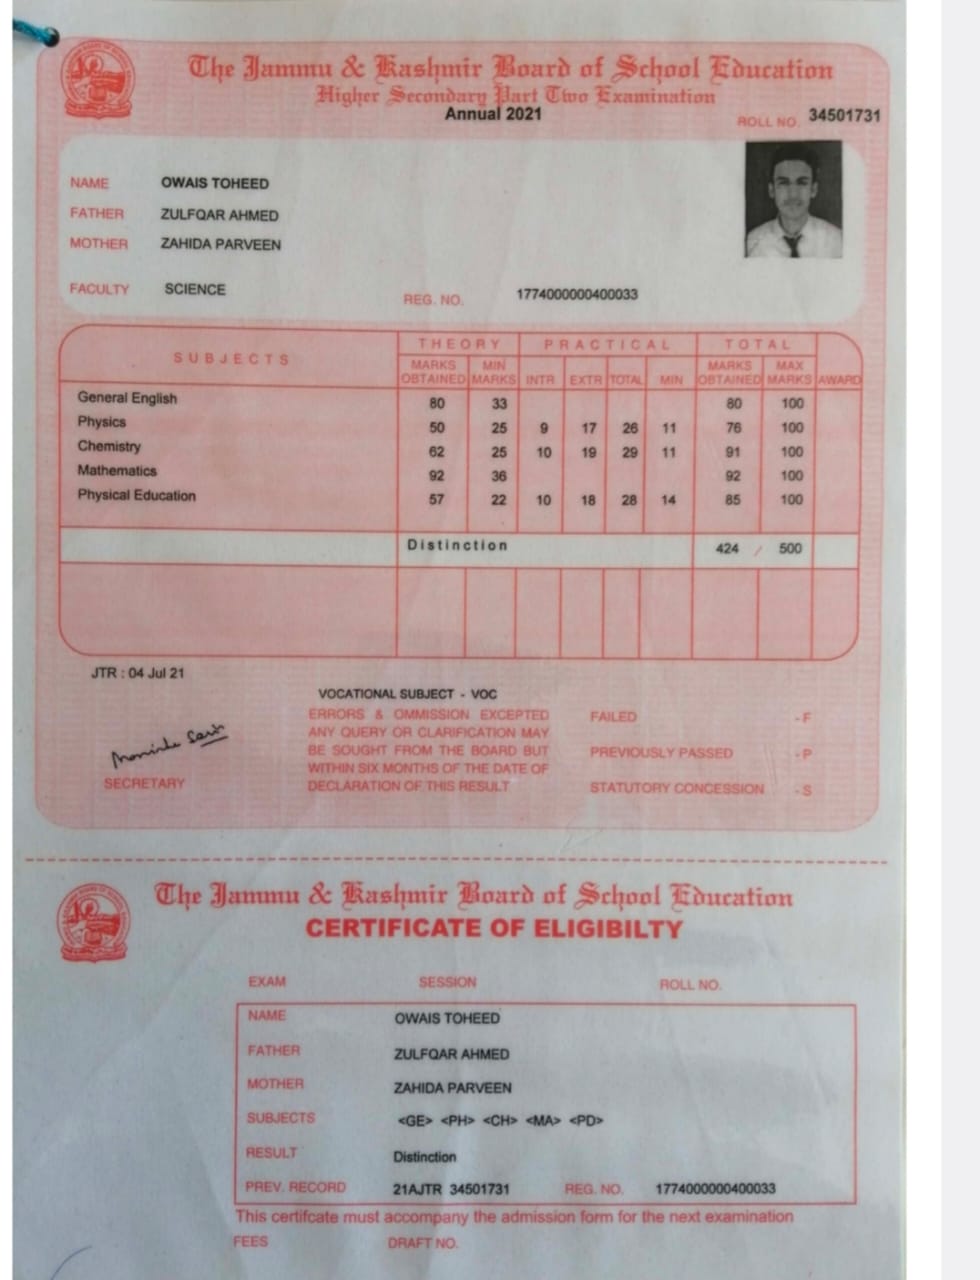 The Jammu & Kashmir Board of School Education
Higher Secondary Part Two Examination
Annual 2021
ROLL NO. 34501731
NAME OWAIS TOHEED
FATHER ZULFQAR AHMED
MOTHER ZAHIDA PARVEEN
FACULTY SCIENCE
REG. NO. 1774000000400033
SUBJECTS THEORY PRACTICAL TOTAL
MARKS OBTAINED MIN MARKS INTR EXTR TOTAL MIN MARKS OBTAINED MAX MARKS AWARD
General English 80 33 80 100
Physics 50 25 9 17 26 11 76 100
Chemistry 62 25 10 19 29 11 91 100
Mathematics 92 36 92 100
Physical Education 57 22 10 18 28 14 85 100
Distinction 424 / 500
JTR : 04 Jul 21
VOCATIONAL SUBJECT - VOC
ERRORS & OMMISSION EXCEPTED
ANY QUERY OR CLARIFICATION MAY
BE SOUGHT FROM THE BOARD BUT
WITHIN SIX MONTHS OF THE DATE OF
DECLARATION OF THIS RESULT
FAILED - F
PREVIOUSLY PASSED - P
STATUTORY CONCESSION - S
SECRETARY
The Jammu & Kashmir Board of School Education
CERTIFICATE OF ELIGIBILTY
EXAM SESSION ROLL NO.
NAME OWAIS TOHEED
FATHER ZULFQAR AHMED
MOTHER ZAHIDA PARVEEN
SUBJECTS <GE> <PH> <CH> <MA> <PD>
RESULT Distinction
PREV. RECORD 21AJTR 34501731 REG. NO. 1774000000400033
This certifcate must accompany the admission form for the next examination
FEES DRAFT NO.